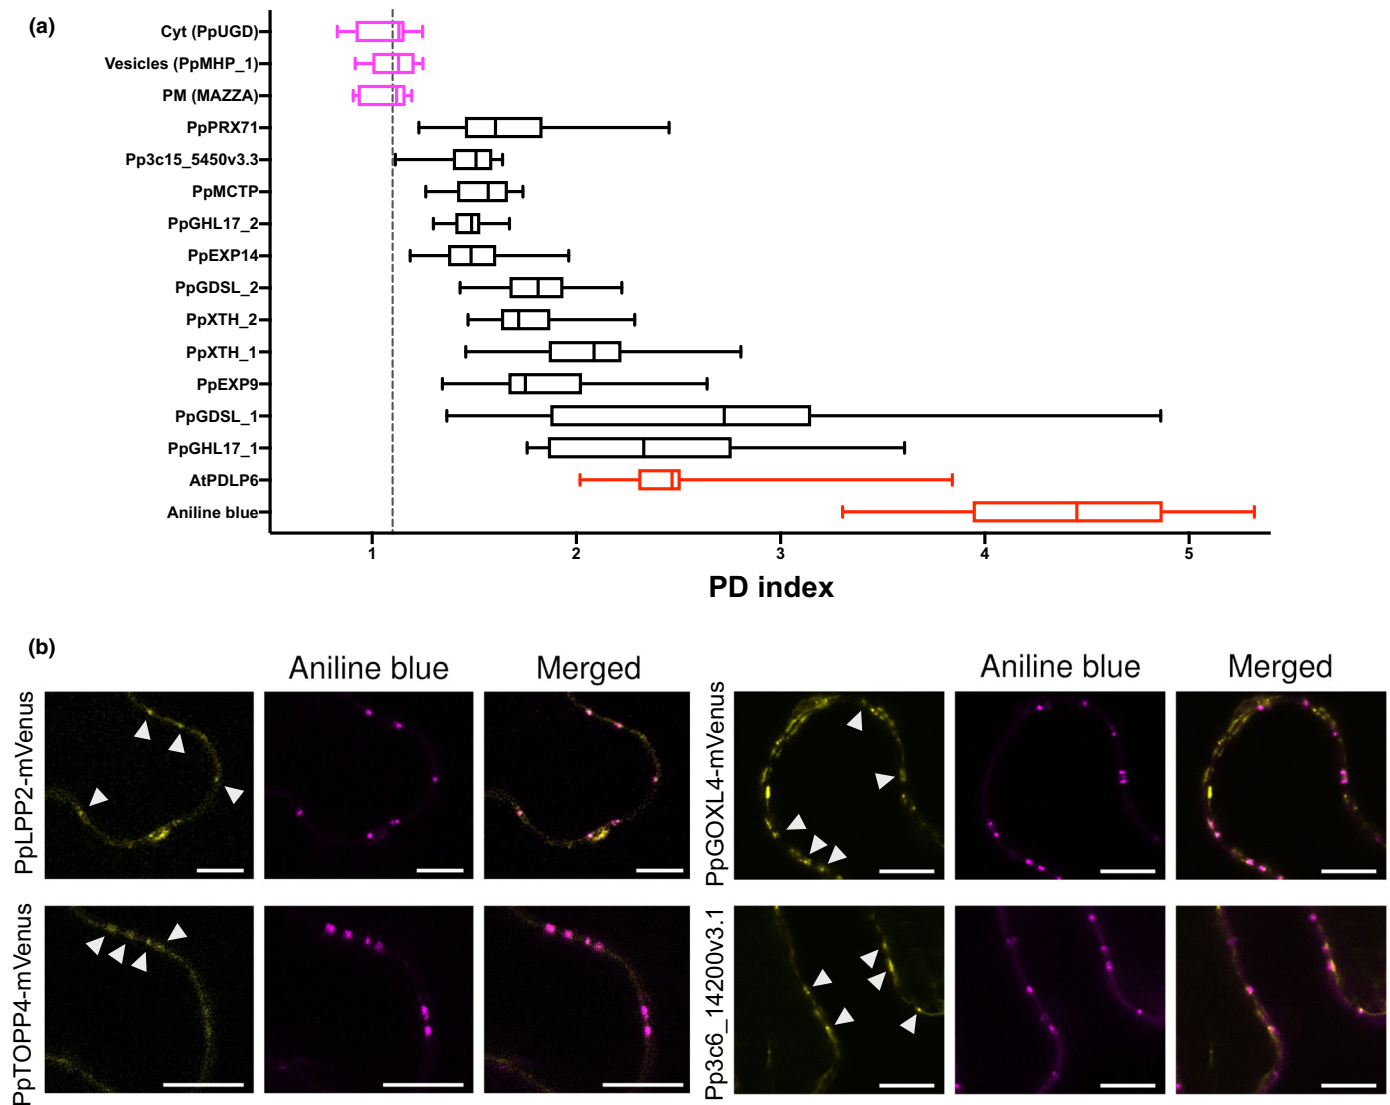 (a)
Cyt (PpUGD)
Vesicles (PpMHP_1)
PM (MAZZA)
PpPRX71
Pp3c15_5450v3.3
PpMCTP
PpGHL17_2
PpEXP14
PpGDSL_2
PpXTH_2
PpXTH_1
PpEXP9
PpGDSL_1
PpGHL17_1
AtPDLP6
Aniline blue
1 2 3 4 5
PD index
(b)
Aniline blue Merged
PpLPP2-mVenus
PpTOPP4-mVenus
Aniline blue Merged
PpGOXL4-mVenus
Pp3c6_14200v3.1